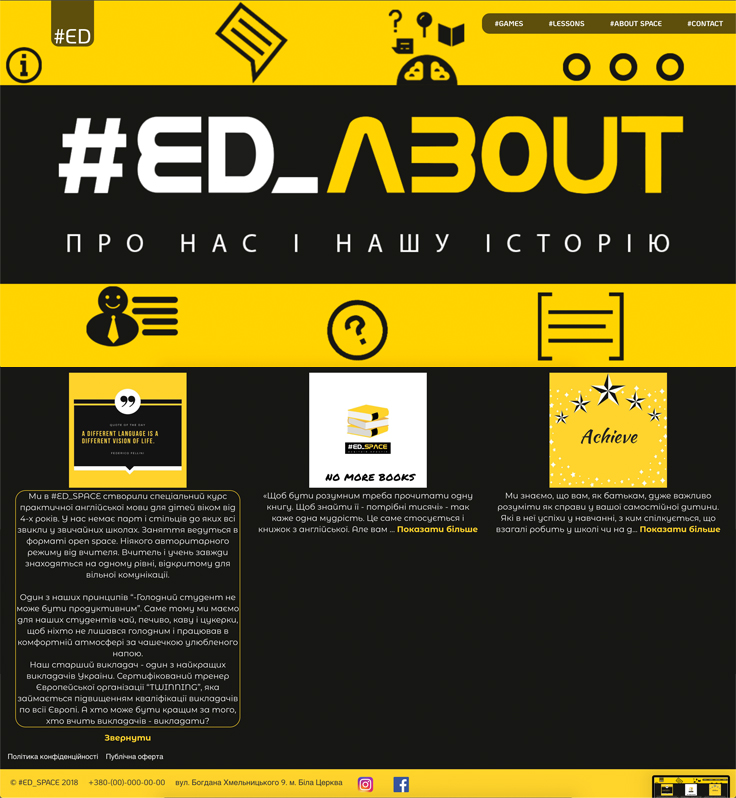 #ED
#GAMES #LESSONS #ABOUT SPACE #CONTACT
#ED_ABOUT
ПРО НАС І НАШУ ІСТОРІЮ
QUOTE OF THE DAY
A DIFFERENT LANGUAGE IS A
DIFFERENT VISION OF LIFE.
FEDERICO FELLINI
#ED_SPACE
NO MORE BOOKS
Achieve
Ми в #ED_SPACE створили спеціальний курс
практичної англійської мови для дітей віком від
4-х років. У нас немає парт і стільців до яких всі
звикли у звичайних школах. Заняття ведуться в
форматі open space. Ніякого авторитарного
режиму від вчителя. Вчитель і учень завжди
знаходяться на одному рівні, відкритому для
вільної комунікації.
Один з наших принципів "-Голодний студент не
може бути продуктивним". Саме тому ми маємо
для наших студентів чай, печиво, каву і цукерки,
щоб ніхто не лишався голодним і працював в
комфортній атмосфері за чашечкою улюбленого
напою.
Наш старший викладач - один з найкращих
викладачів України. Сертифікований тренер
Європейської організації "TWINNING", яка
займається підвищенням кваліфікації викладачів
по всій Європі. А хто може бути кращим за того,
хто вчить викладачів - викладати?
Звернути
«Щоб бути розумним треба прочитати одну
книгу. Щоб знайти її - потрібні тисячі» - так
каже одна мудрість. Це саме стосується і
книжок з англійської. Але вам ... Показати більше
Ми знаємо, що вам, як батькам, дуже важливо
розуміти як справи у вашої самостійної дитини.
Які в неї успіхи у навчанні, з ким спілкується, що
взагалі робить у школі чи на д... Показати більше
Політика конфіденційності Публічна оферта
© #ED_SPACE 2018 +380-(00)-000-00-00 вул. Богдана Хмельницького 9. м. Біла Церква